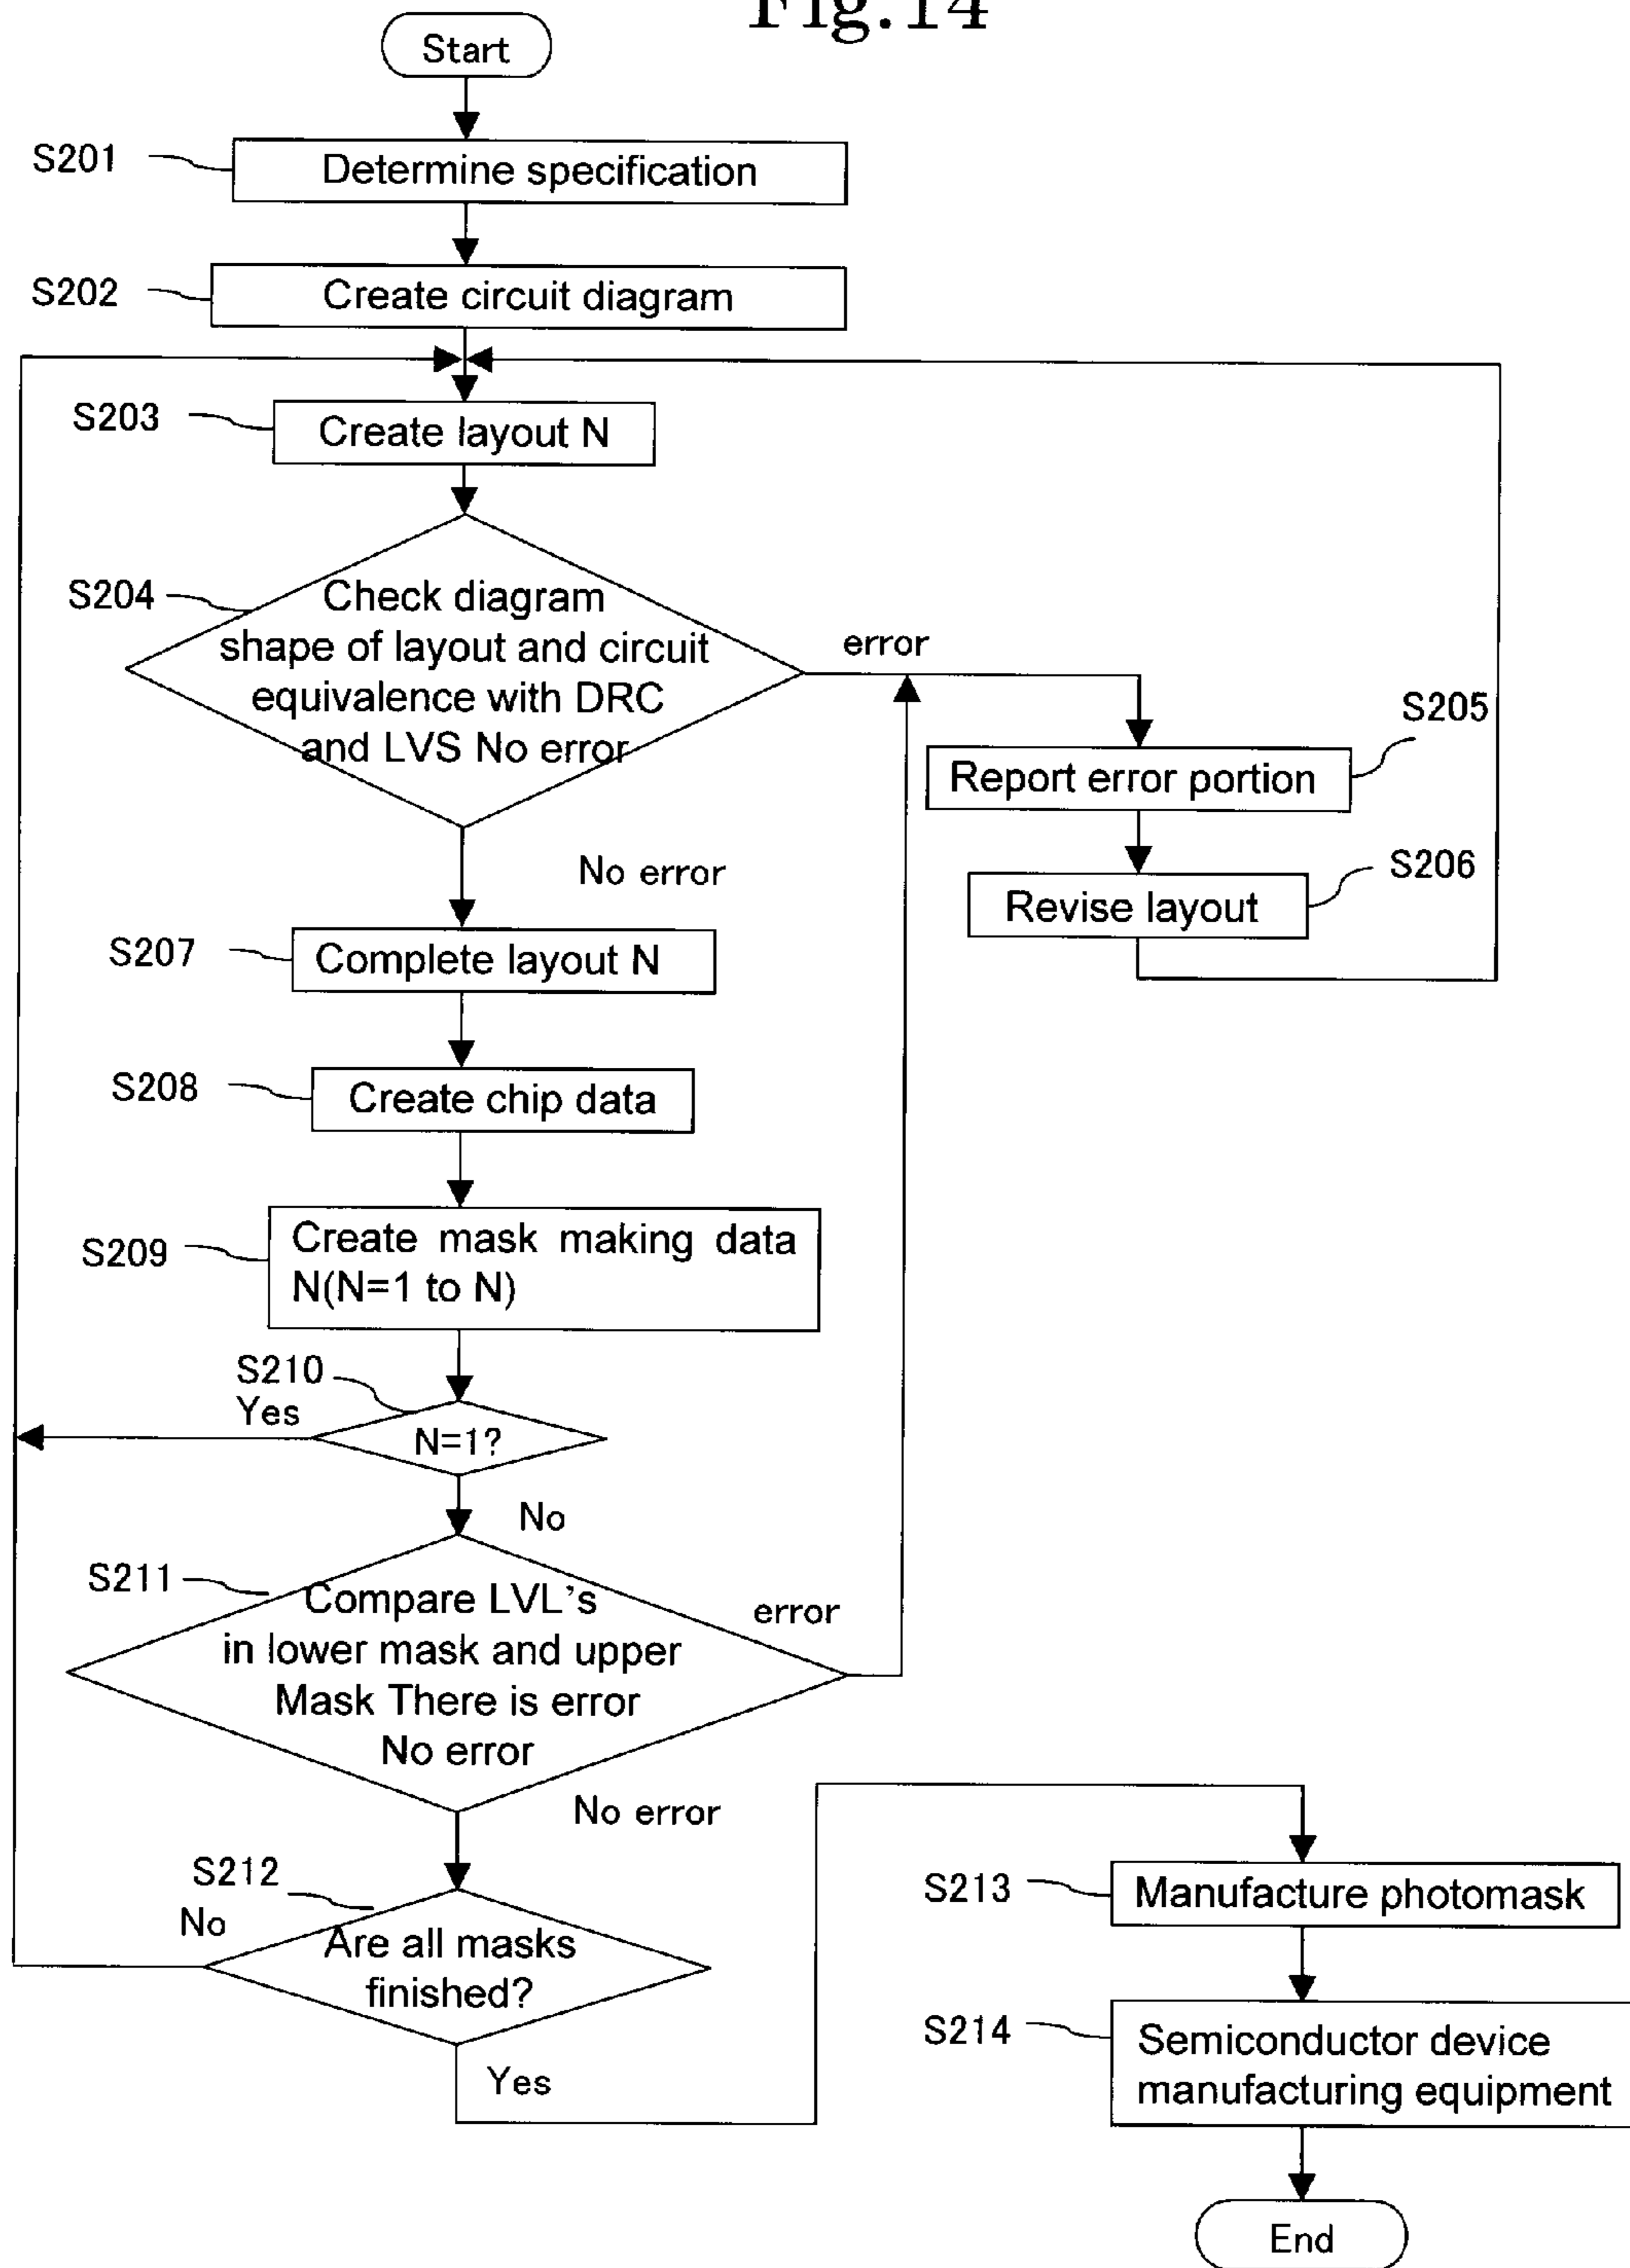 Fig.14
Start
S201
Determine specification
S202
Create circuit diagram
S203
Create layout N
S204
Check diagram
shape of layout and circuit
equivalence with DRC
and LVS No error
error
S205
Report error portion
S206
Revise layout
No error
S207
Complete layout N
S208
Create chip data
S209
Create mask making data
N(N=1 to N)
S210
Yes
N=1?
No
S211
Compare LVL's
in lower mask and upper
Mask There is error
No error
error
No error
S212
No
Are all masks
finished?
Yes
S213
Manufacture photomask
S214
Semiconductor device
manufacturing equipment
End